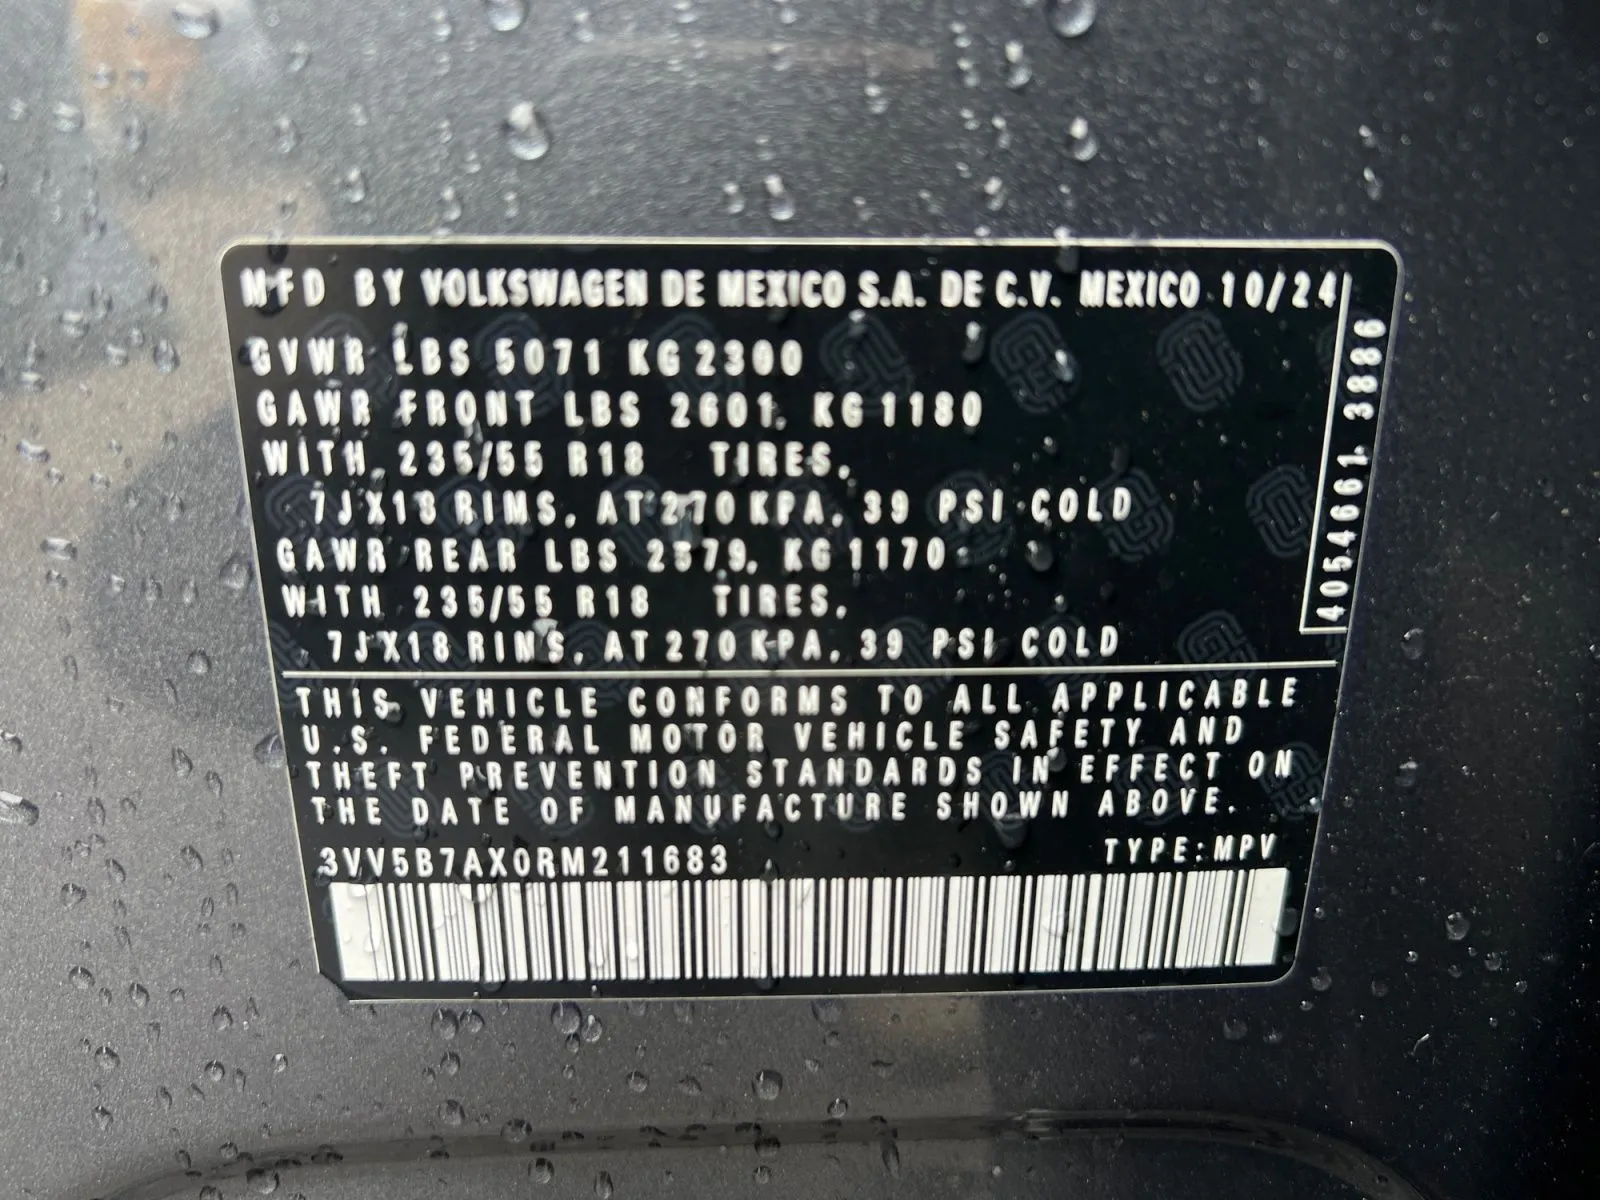 MFD BY VOLKSWAGEN DE MEXICO S.A. DE C.V. MEXICO 10/24
GVWR LBS 5071 KG 2300
GAWR FRONT LBS 2601, KG 1180
WITH 235/55 R18 TIRES,
7JX18 RIMS, AT 270 KPA, 39 PSI COLD
GAWR REAR LBS 2579, KG 1170
WITH 235/55 R18 TIRES,
7JX18 RIMS, AT 270 KPA, 39 PSI COLD
4054661 3886
THIS VEHICLE CONFORMS TO ALL APPLICABLE
U.S. FEDERAL MOTOR VEHICLE SAFETY AND
THEFT PREVENTION STANDARDS IN EFFECT ON
THE DATE OF MANUFACTURE SHOWN ABOVE.
3VV5B7AX0RM211683 TYPE: MPV